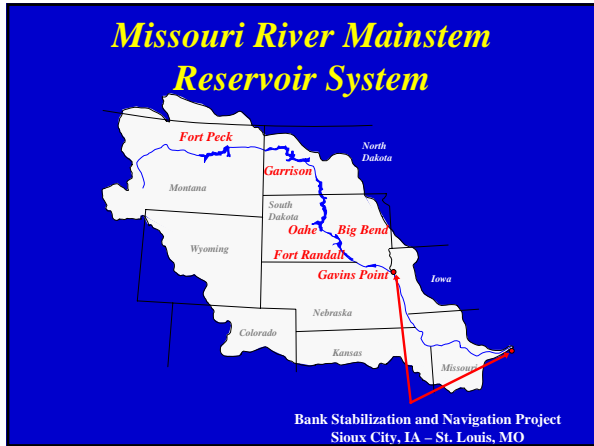 Missouri River Mainstem
Reservoir System
Fort Peck
North
Dakota
Garrison
Montana
South
Dakota
Oahe
Big Bend
Wyoming
Fort Randall
Gavins Point
Iowa
Nebraska
Colorado
Kansas
Missouri
Bank Stabilization and Navigation Project
Sioux City, IA – St. Louis, MO